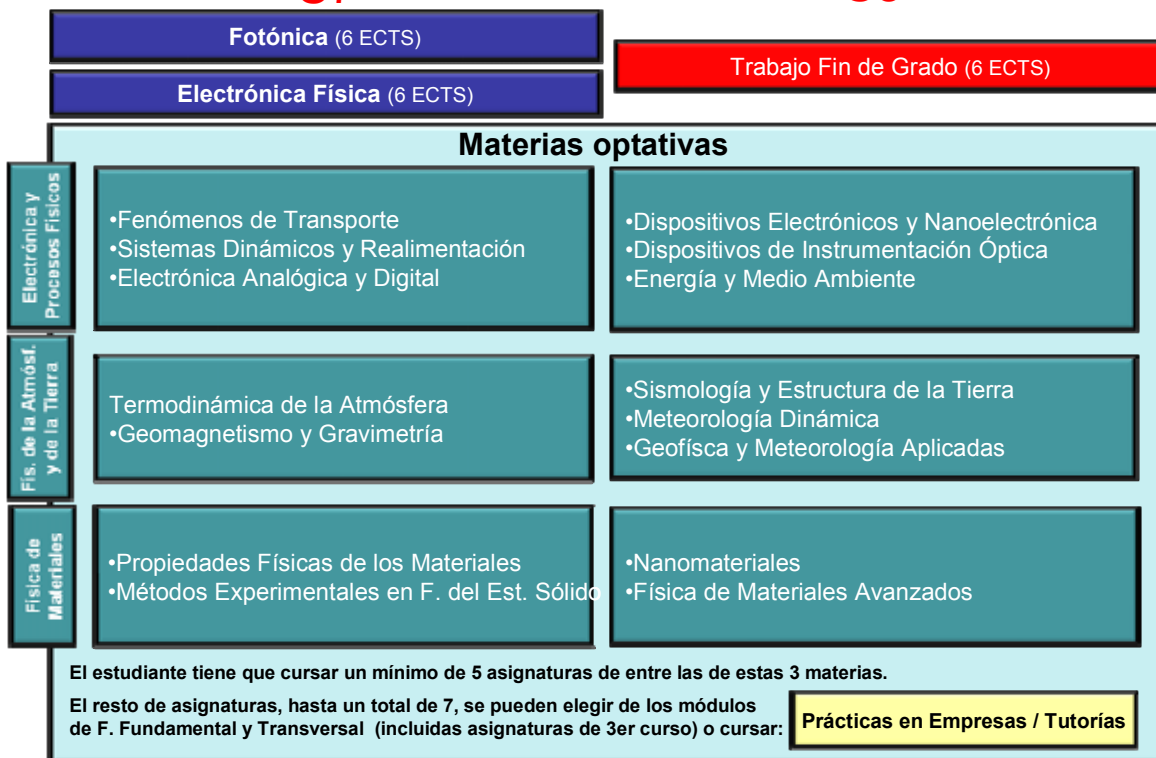 Fotónica (6 ECTS)
Electrónica Física (6 ECTS)
Trabajo Fin de Grado (6 ECTS)
Materias optativas
Electrónica y
Procesos Físicos
•Fenómenos de Transporte
•Sistemas Dinámicos y Realimentación
•Electrónica Analógica y Digital
•Dispositivos Electrónicos y Nanoelectrónica
•Dispositivos de Instrumentación Óptica
•Energía y Medio Ambiente
Fís. de la Atmósf.
y de la Tierra
Termodinámica de la Atmósfera
•Geomagnetismo y Gravimetría
•Sismología y Estructura de la Tierra
•Meteorología Dinámica
•Geofísca y Meteorología Aplicadas
Física de
Materiales
•Propiedades Físicas de los Materiales
•Métodos Experimentales en F. del Est. Sólido
•Nanomateriales
•Física de Materiales Avanzados
El estudiante tiene que cursar un mínimo de 5 asignaturas de entre las de estas 3 materias.
El resto de asignaturas, hasta un total de 7, se pueden elegir de los módulos
de F. Fundamental y Transversal (incluidas asignaturas de 3er curso) o cursar:
Prácticas en Empresas / Tutorías